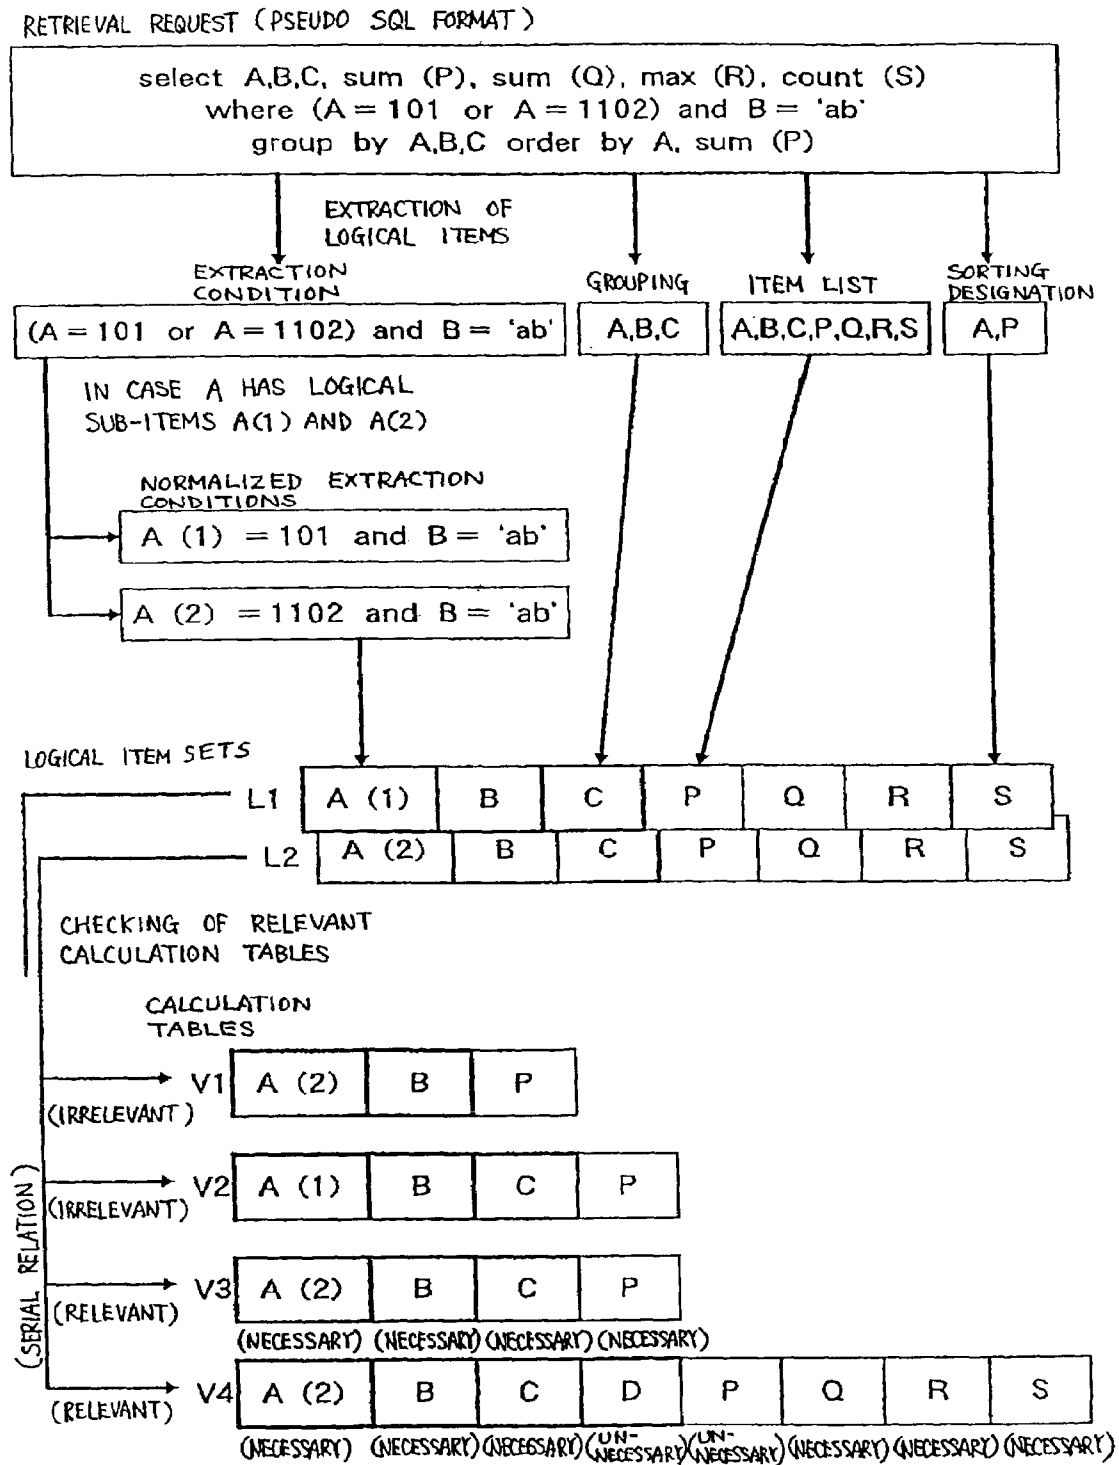 RETRIEVAL REQUEST (PSEUDO SQL FORMAT)
select A,B,C, sum (P), sum (Q), max (R), count (S)
where (A = 101 or A = 1102) and B = 'ab'
group by A,B,C order by A, sum (P)
EXTRACTION OF
LOGICAL ITEMS
EXTRACTION
CONDITION
GROUPING
ITEM LIST
SORTING
DESIGNATION
(A = 101 or A = 1102) and B = 'ab'
A,B,C
A,B,C,P,Q,R,S
A,P
IN CASE A HAS LOGICAL
SUB-ITEMS A(1) AND A(2)
NORMALIZED EXTRACTION
CONDITIONS
A (1) = 101 and B = 'ab'
A (2) = 1102 and B = 'ab'
LOGICAL ITEM SETS
L1 A (1) B C P Q R S
L2 A (2) B C P Q R S
CHECKING OF RELEVANT
CALCULATION TABLES
CALCULATION
TABLES
V1 A (2) B P
(IRRELEVANT)
V2 A (1) B C P
(IRRELEVANT)
V3 A (2) B C P
(RELEVANT)
(NECESSARY) (NECESSARY) (NECESSARY) (NECESSARY)
(SERIAL RELATION)
V4 A (2) B C D P Q R S
(RELEVANT)
(NECESSARY) (NECESSARY) (NECESSARY) (UN-NECESSARY) (UN-NECESSARY) (NECESSARY) (NECESSARY) (NECESSARY)